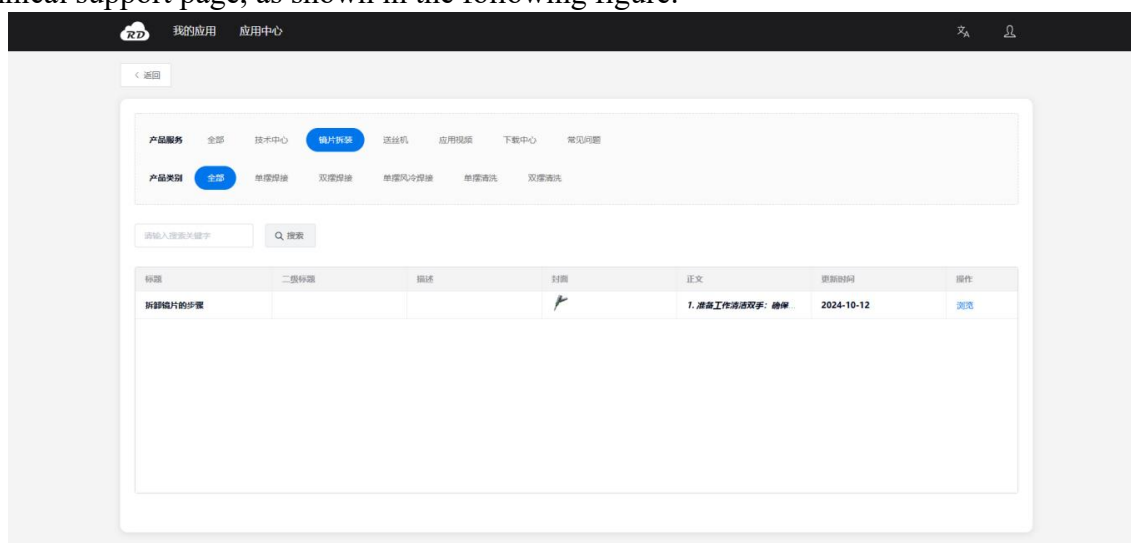 nical support page, as shown in the following figure.
RD 我的应用 应用中心
< 返回
产品服务 全部 技术中心 镜片拆装 送丝机 应用视频 下载中心 常见问题
产品类别 全部 单摆焊接 双摆焊接 单摆风冷焊接 单摆清洗 双摆清洗
请输入搜索关键字 搜索
标题 二级标题 描述 封面 正文 更新时间 操作
拆卸镜片的步骤 1. 准备工作清洁双手：确保... 2024-10-12 浏览